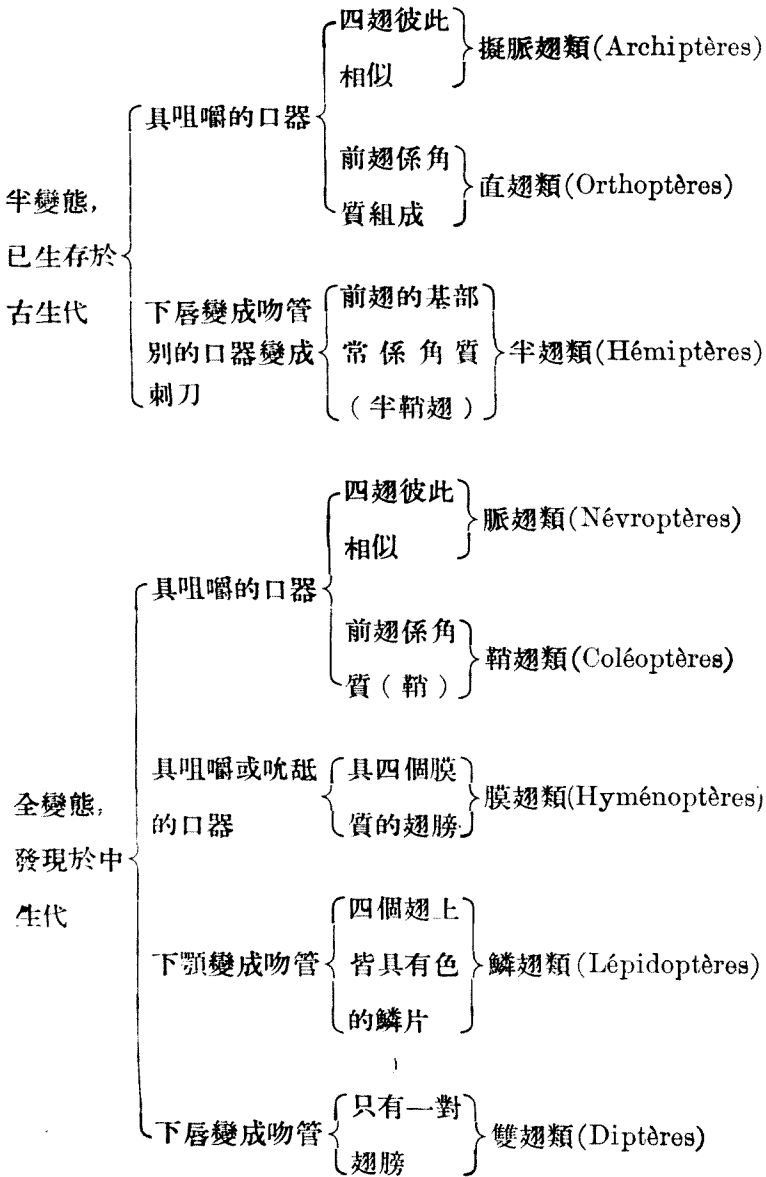 半變態,
已生存於
古生代
具咀嚼的口器
四翅彼此
相似
擬脈翅類(Archiptères)
前翅係角
質組成
直翅類(Orthoptères)
下唇變成吻管
別的口器變成
刺刀
前翅的基部
常係角質
(半鞘翅)
半翅類(Hémiptères)
全變態,
發現於中
生代
具咀嚼的口器
四翅彼此
相似
脈翅類(Névroptères)
前翅係角
質(鞘)
鞘翅類(Coléoptères)
具咀嚼或吮舐
的口器
具四個膜
質的翅膀
膜翅類(Hyménoptères)
下顎變成吻管
四個翅上
皆具有色
的鱗片
鱗翅類(Lépidoptères)
下唇變成吻管
只有一對
翅膀
雙翅類(Diptères)